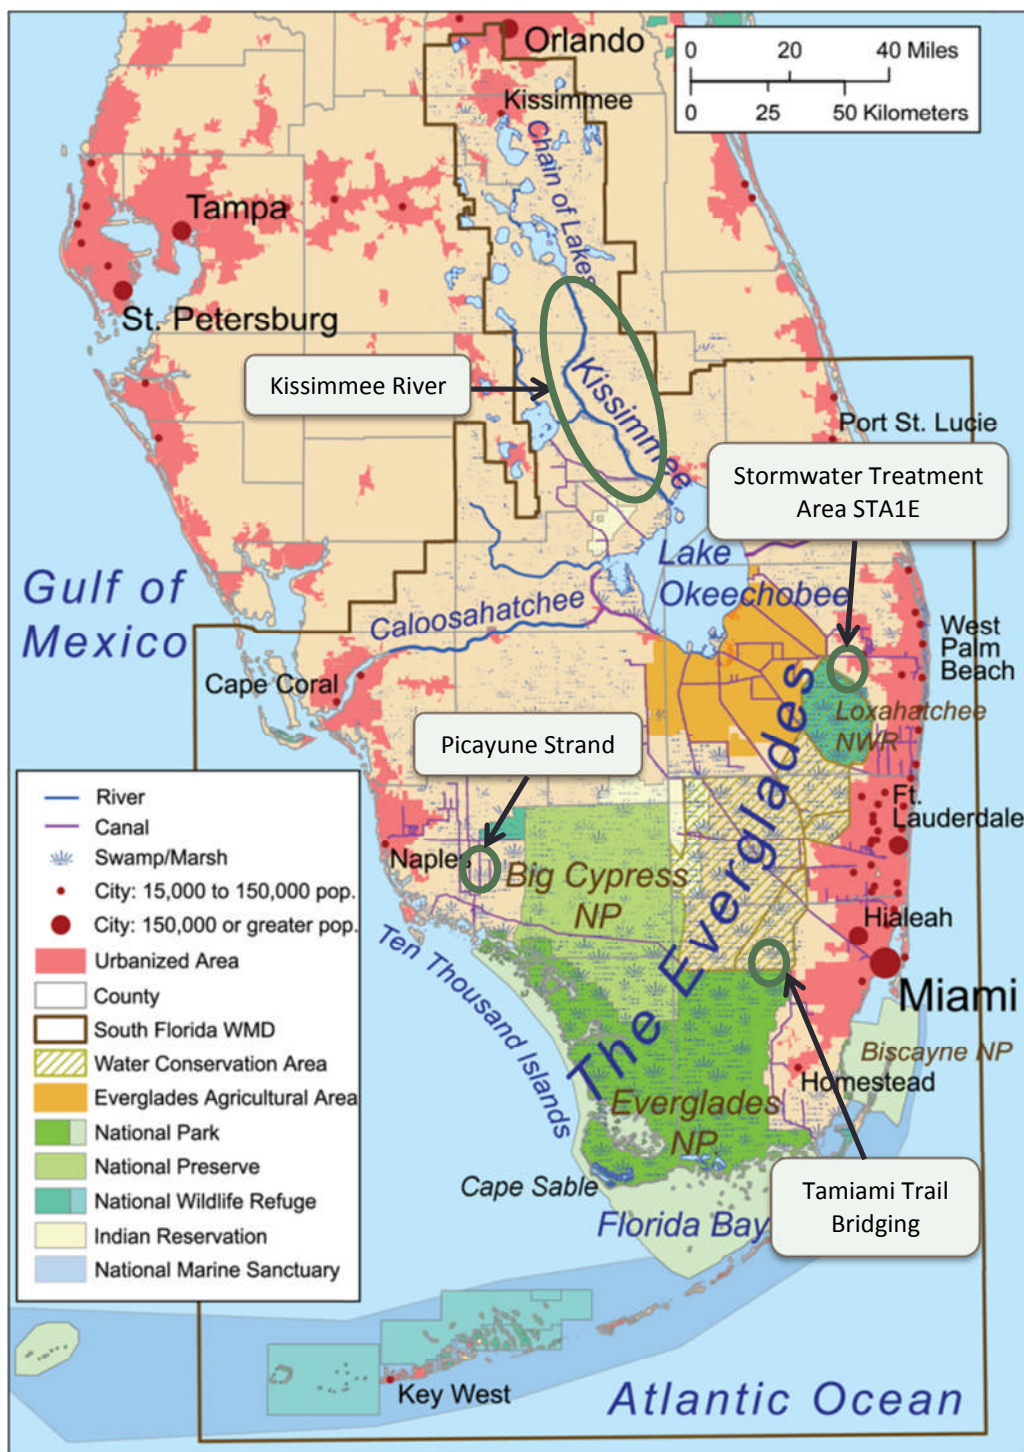 Orlando
0 20 40 Miles
0 25 50 Kilometers
Kissimmee
Chain of Lakes
Tampa
St. Petersburg
Kissimmee River
Kissimmee
Port St. Lucie
Stormwater Treatment
Area STA1E
Lake
Okeechobee
Gulf of
Mexico
Caloosahatchee
West
Palm
Beach
Cape Coral
Loxahatchee
NWR
Picayune Strand
The Everglades
Ft.
Lauderdale
Naples
Big Cypress
NP
Hialeah
Miami
Ten Thousand Islands
Biscayne NP
Homestead
Everglades
NP
Cape Sable
Tamiami Trail
Bridging
Florida Bay
Key West
Atlantic Ocean
River
Canal
Swamp/Marsh
City: 15,000 to 150,000 pop.
City: 150,000 or greater pop.
Urbanized Area
County
South Florida WMD
Water Conservation Area
Everglades Agricultural Area
National Park
National Preserve
National Wildlife Refuge
Indian Reservation
National Marine Sanctuary